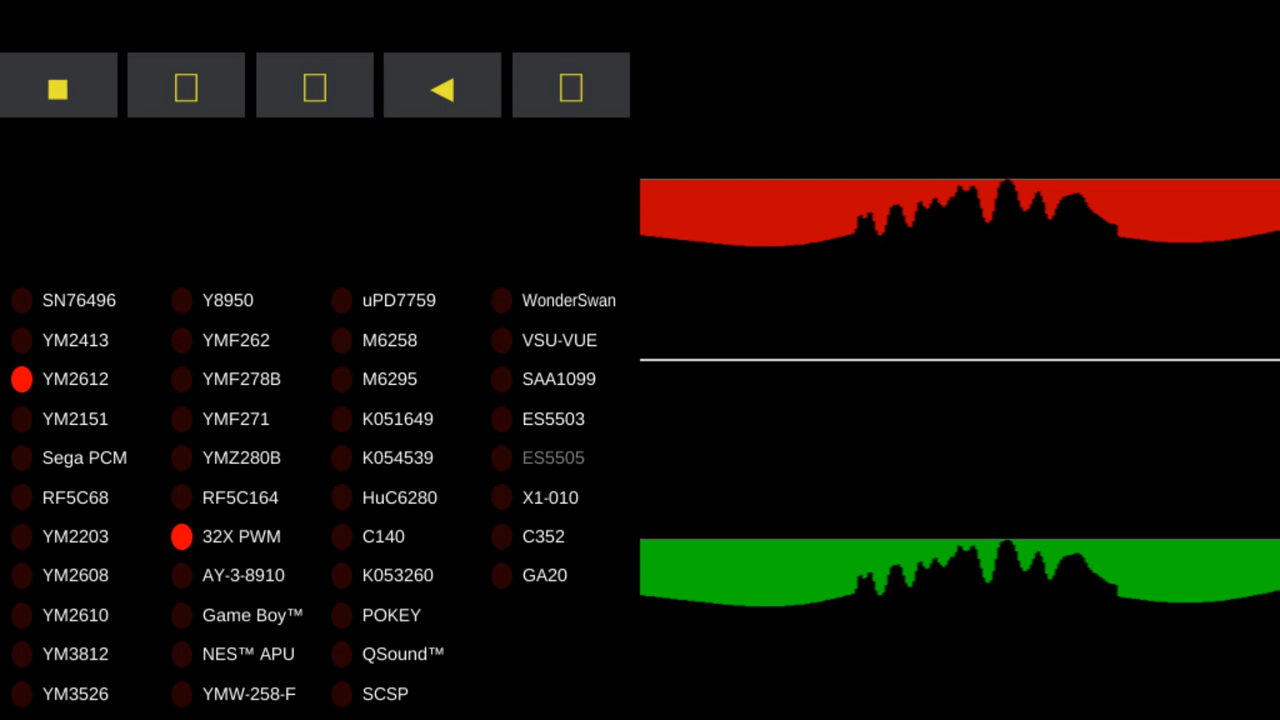 SN76496 Y8950 uPD7759 WonderSwan
YM2413 YMF262 M6258 VSU-VUE
YM2612 YMF278B M6295 SAA1099
YM2151 YMF271 K051649 ES5503
Sega PCM YMZ280B K054539 ES5505
RF5C68 RF5C164 HuC6280 X1-010
YM2203 32X PWM C140 C352
YM2608 AY-3-8910 K053260 GA20
YM2610 Game Boy™ POKEY
YM3812 NES™ APU QSound™
YM3526 YMW-258-F SCSP